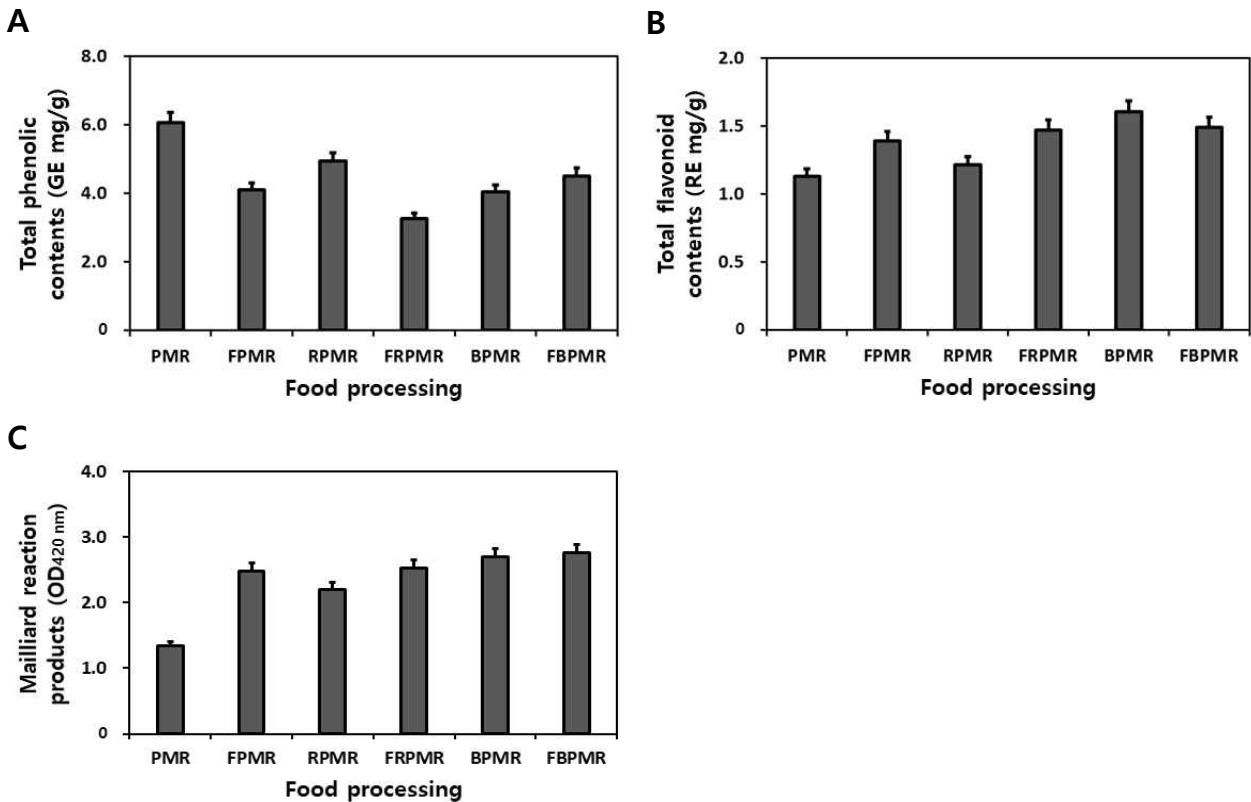 A
Total phenolic
contents (GE mg/g)
8.0
6.0
4.0
2.0
0
PMR FPMR RPMR FRPMR BPMR FBPMR
Food processing
B
Total flavonoid
contents (RE mg/g)
2.0
1.5
1.0
0.5
0
PMR FPMR RPMR FRPMR BPMR FBPMR
Food processing
C
Mailliard reaction
products (OD420 nm)
4.0
3.0
2.0
1.0
0
PMR FPMR RPMR FRPMR BPMR FBPMR
Food processing